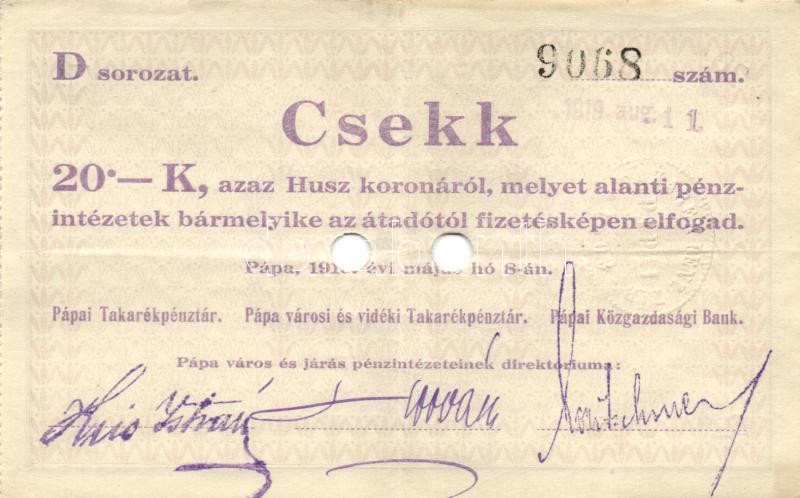 D sorozat. 9068 szám.
1919 aug. 11
Csekk
20·— K, azaz Husz koronáról, melyet alanti pénz-
intézetek bármelyike az átadótól fizetésképen elfogad.
Pápa, évi május hó 8-án.
Pápai Takarékpénztár. Pápa városi és vidéki Takarékpénztár. Pápai Közgazdasági Bank.
Pápa város és járás pénzintézeteinek direktóriuma:
István